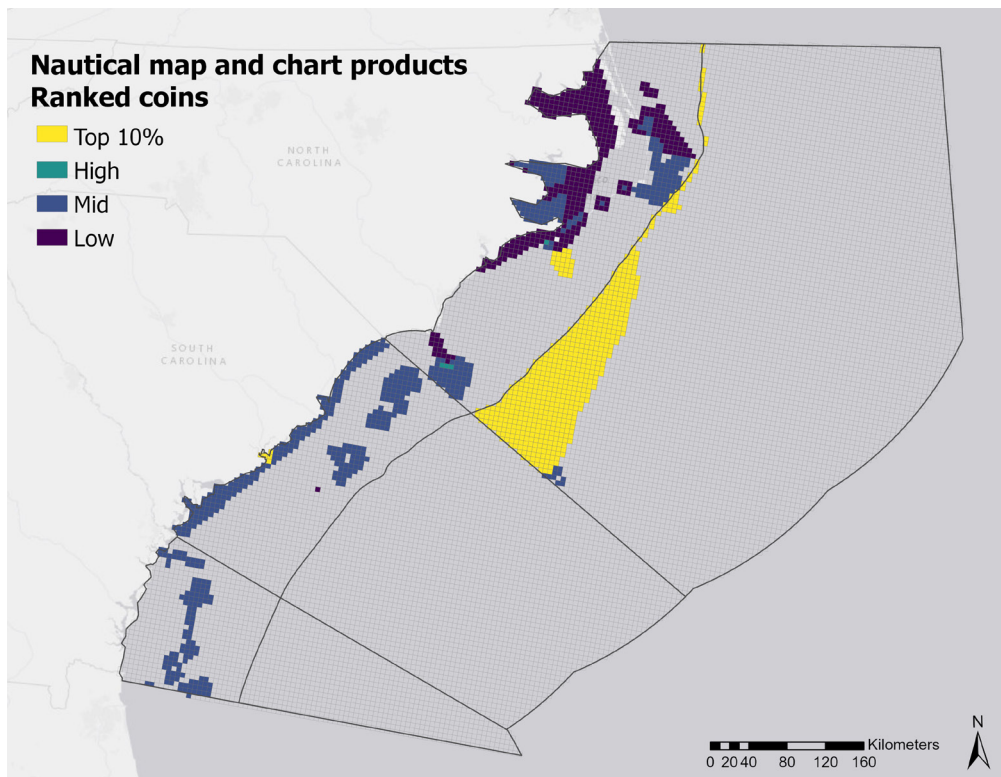 Nautical map and chart products
Ranked coins
Top 10%
High
Mid
Low
NORTH
CAROLINA
SOUTH
CAROLINA
N
Kilometers
0 20 40 80 120 160